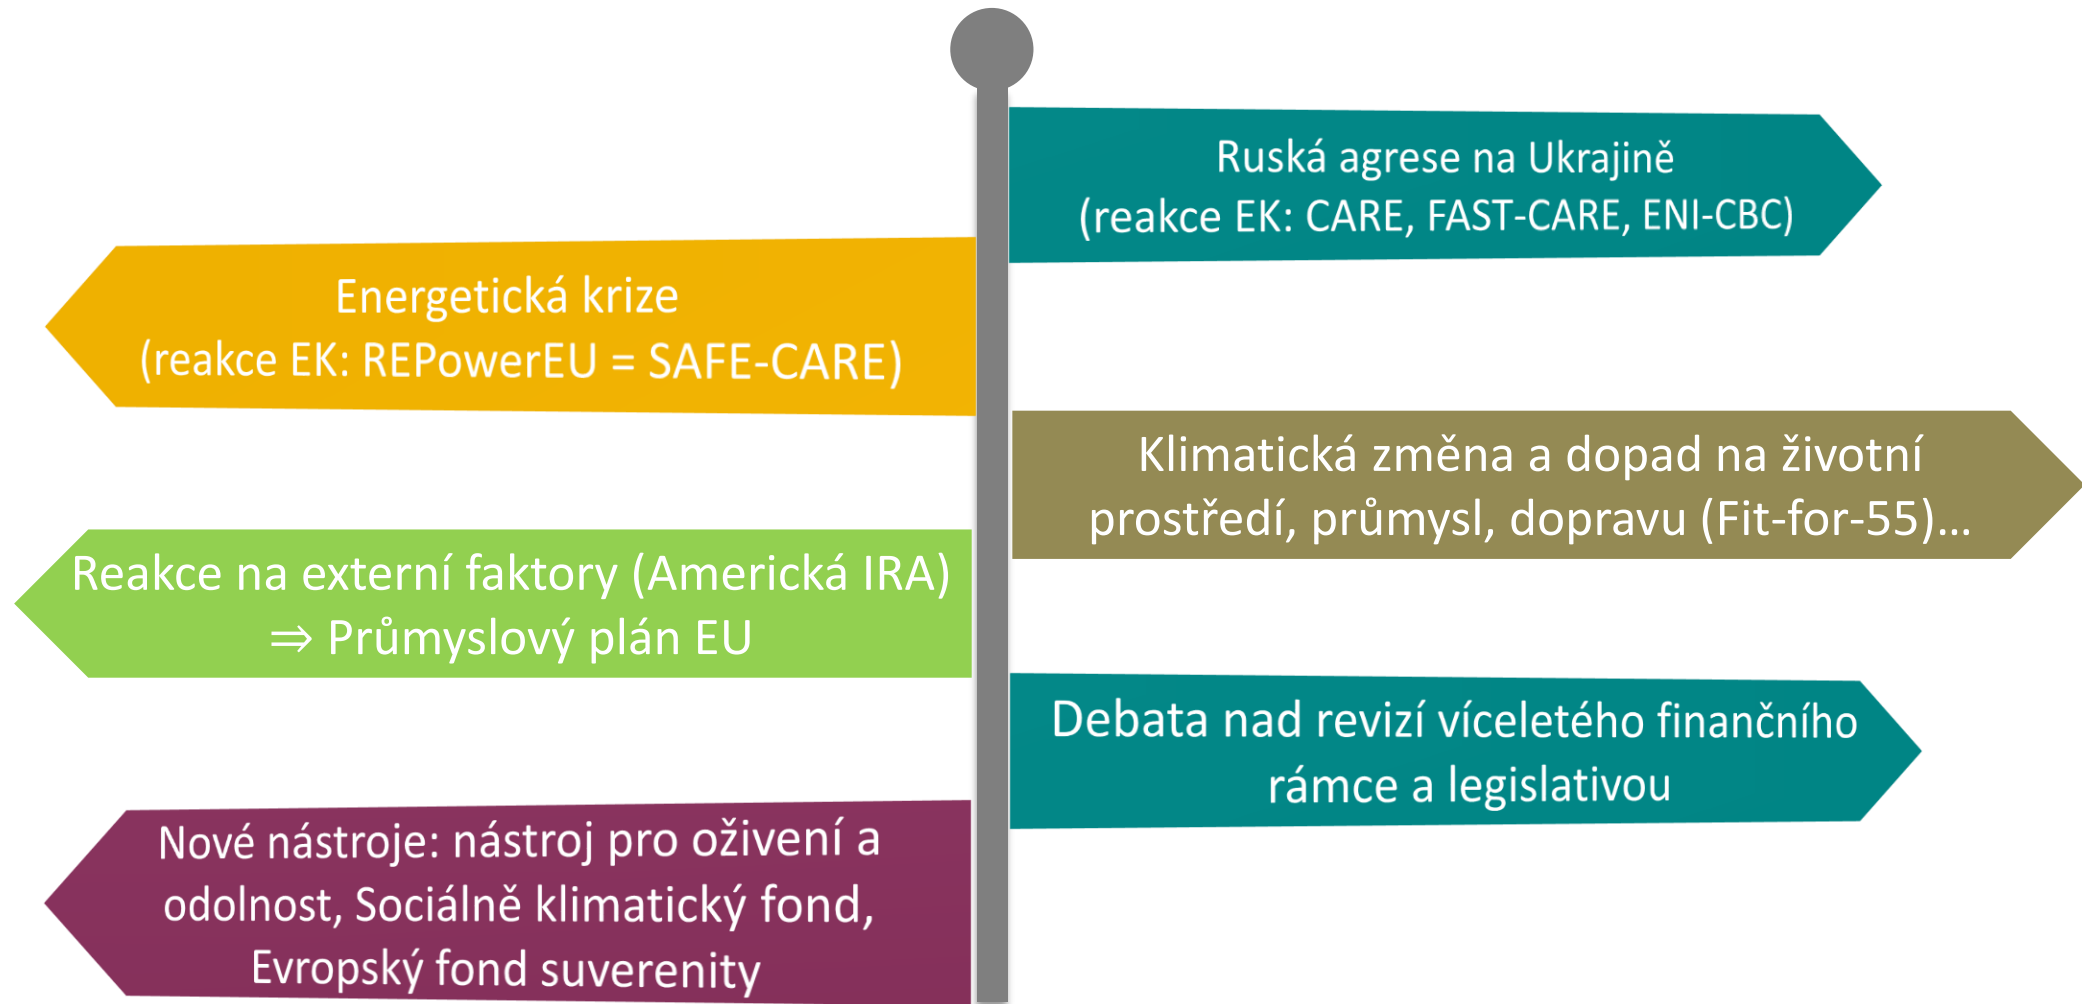 Ruská agrese na Ukrajině
(reakce EK: CARE, FAST-CARE, ENI-CBC)
Energetická krize
(reakce EK: REPowerEU = SAFE-CARE)
Klimatická změna a dopad na životní
prostředí, průmysl, dopravu (Fit-for-55)...
Reakce na externí faktory (Americká IRA)
⇒ Průmyslový plán EU
Debata nad revizí víceletého finančního
rámce a legislativou
Nové nástroje: nástroj pro oživení a
odolnost, Sociálně klimatický fond,
Evropský fond suverenity